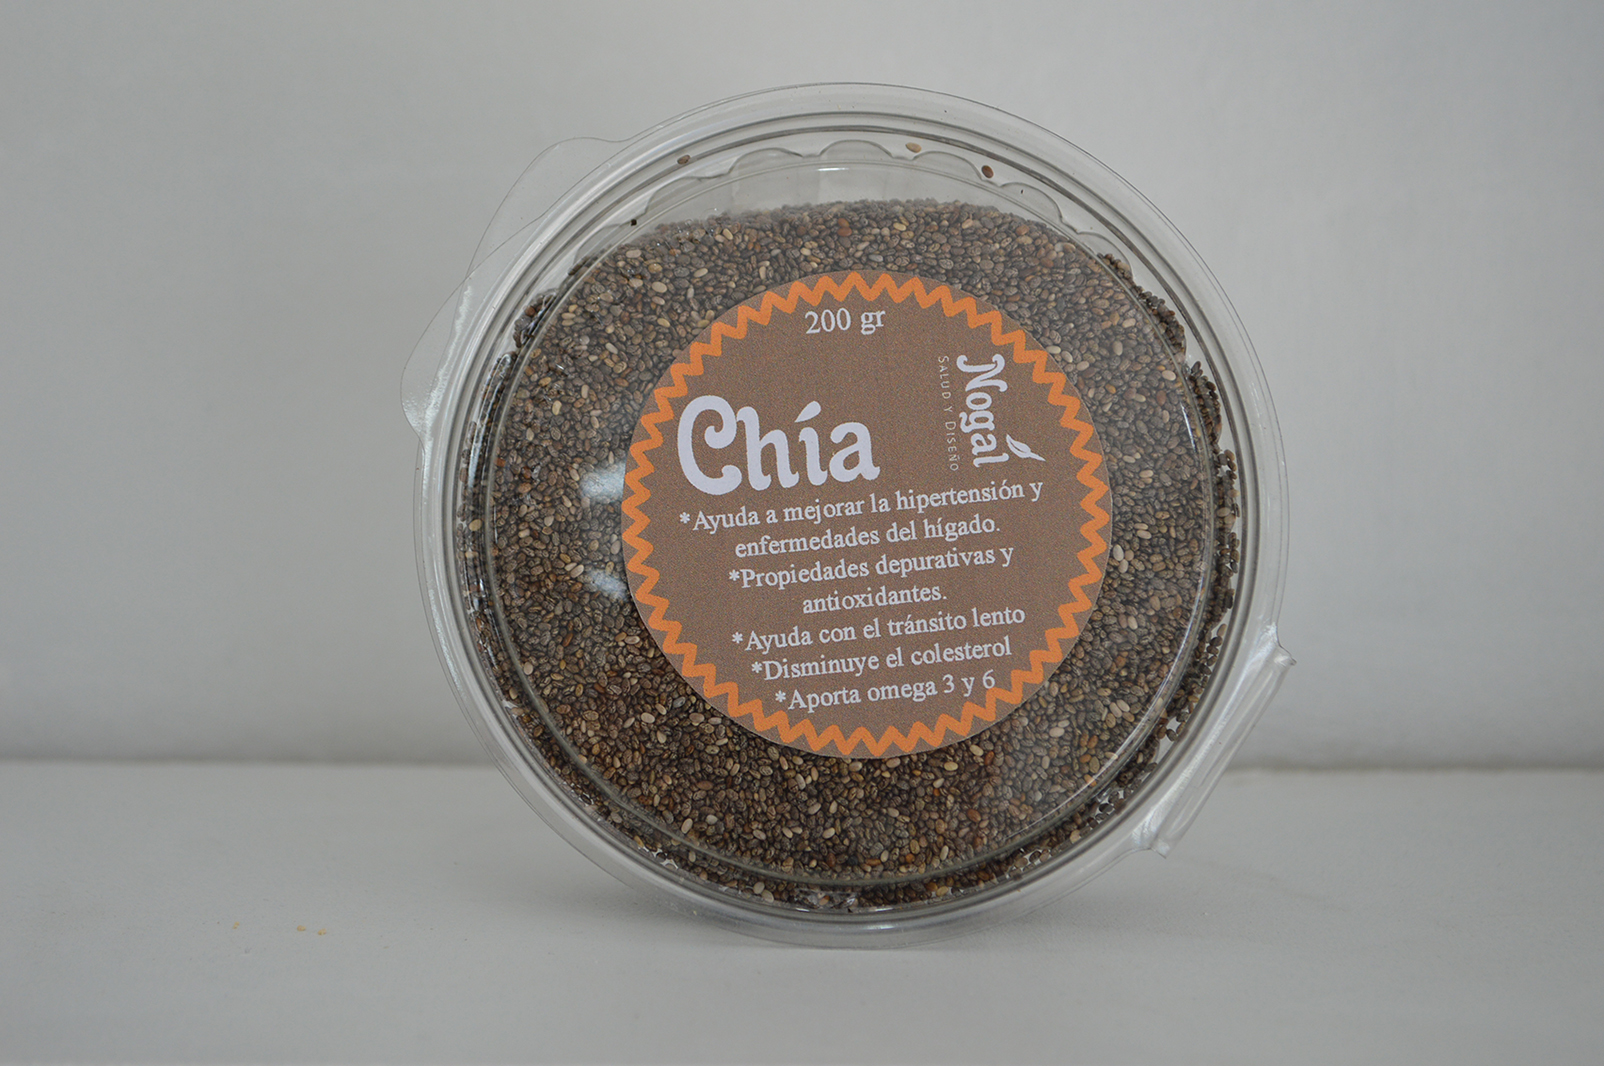 200 gr
Nogal
SALUD Y DISEÑO
Chía
*Ayuda a mejorar la hipertensión y
enfermedades del hígado.
*Propiedades depurativas y
antioxidantes.
*Ayuda con el tránsito lento
*Disminuye el colesterol
*Aporta omega 3 y 6